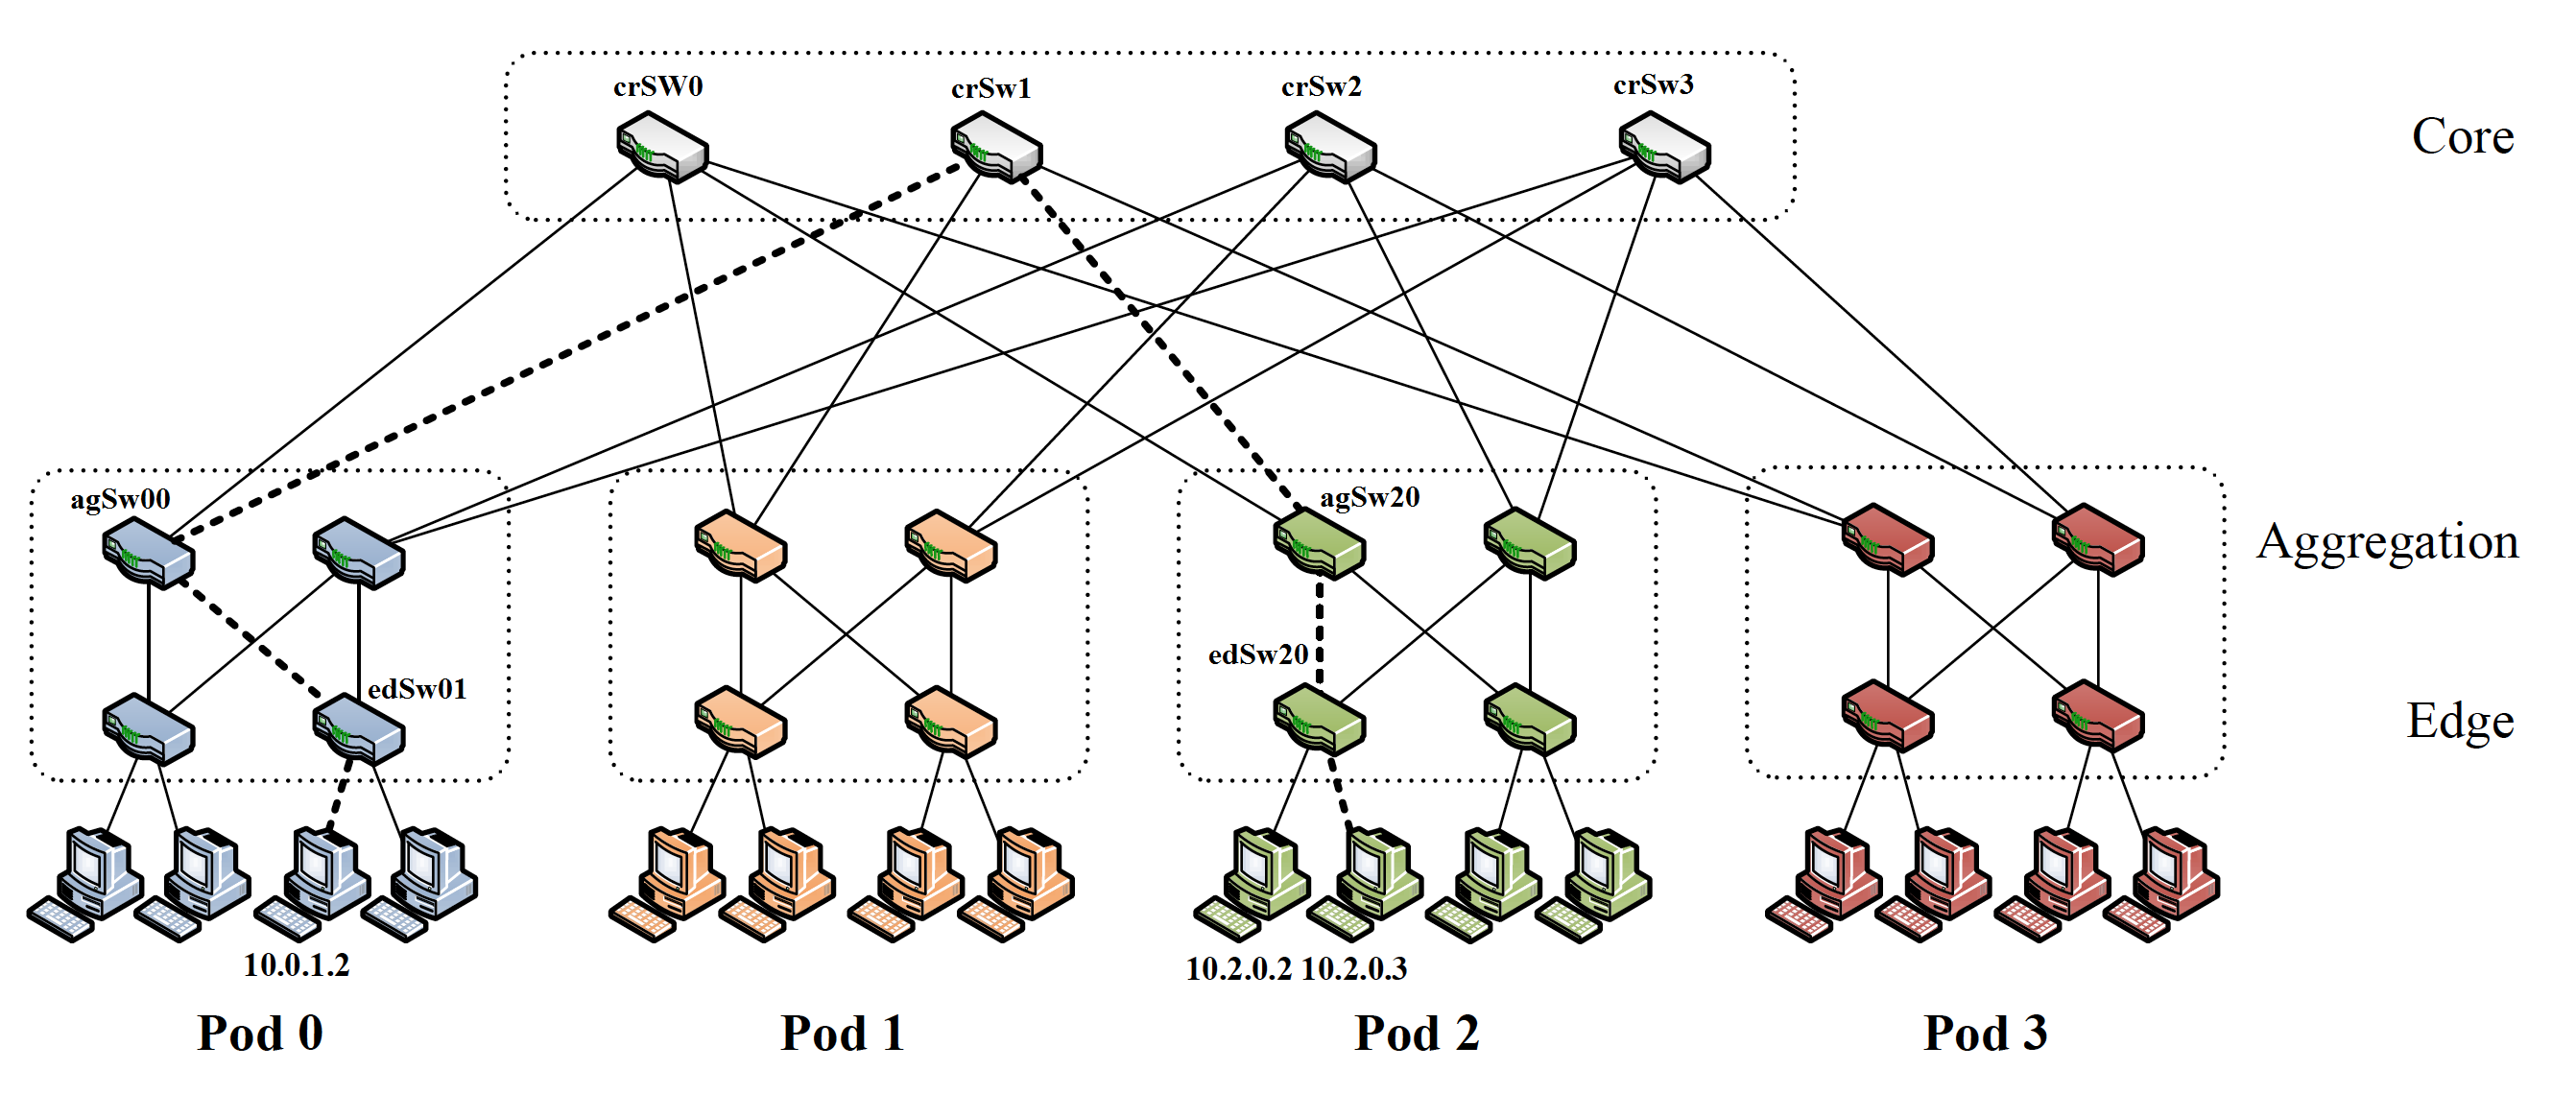 crSW0
crSw1
crSw2
crSw3
Core
agSw00
agSw20
Aggregation
edSw20
edSw01
Edge
10.0.1.2
10.2.0.2 10.2.0.3
Pod 0
Pod 1
Pod 2
Pod 3